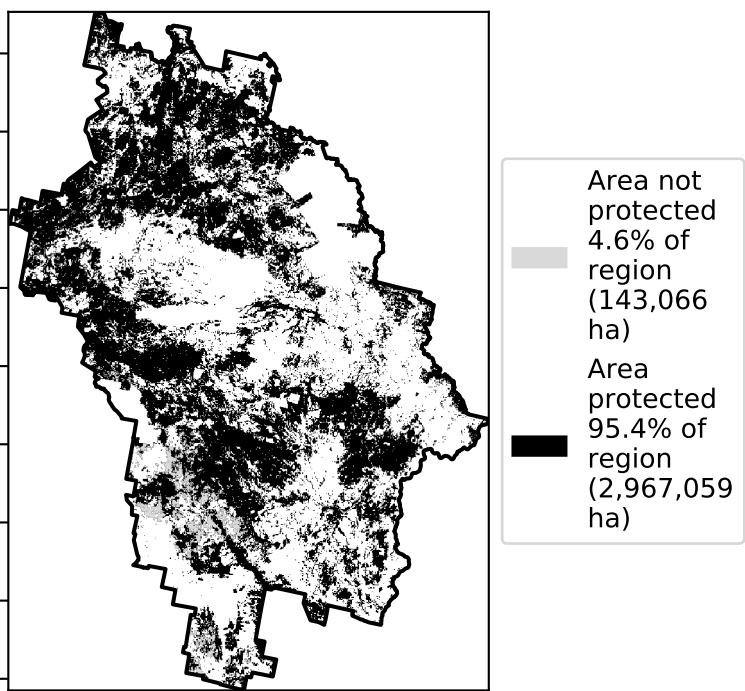 Area not
protected
4.6% of
region
(143,066
ha)
Area
protected
95.4% of
region
(2,967,059
ha)